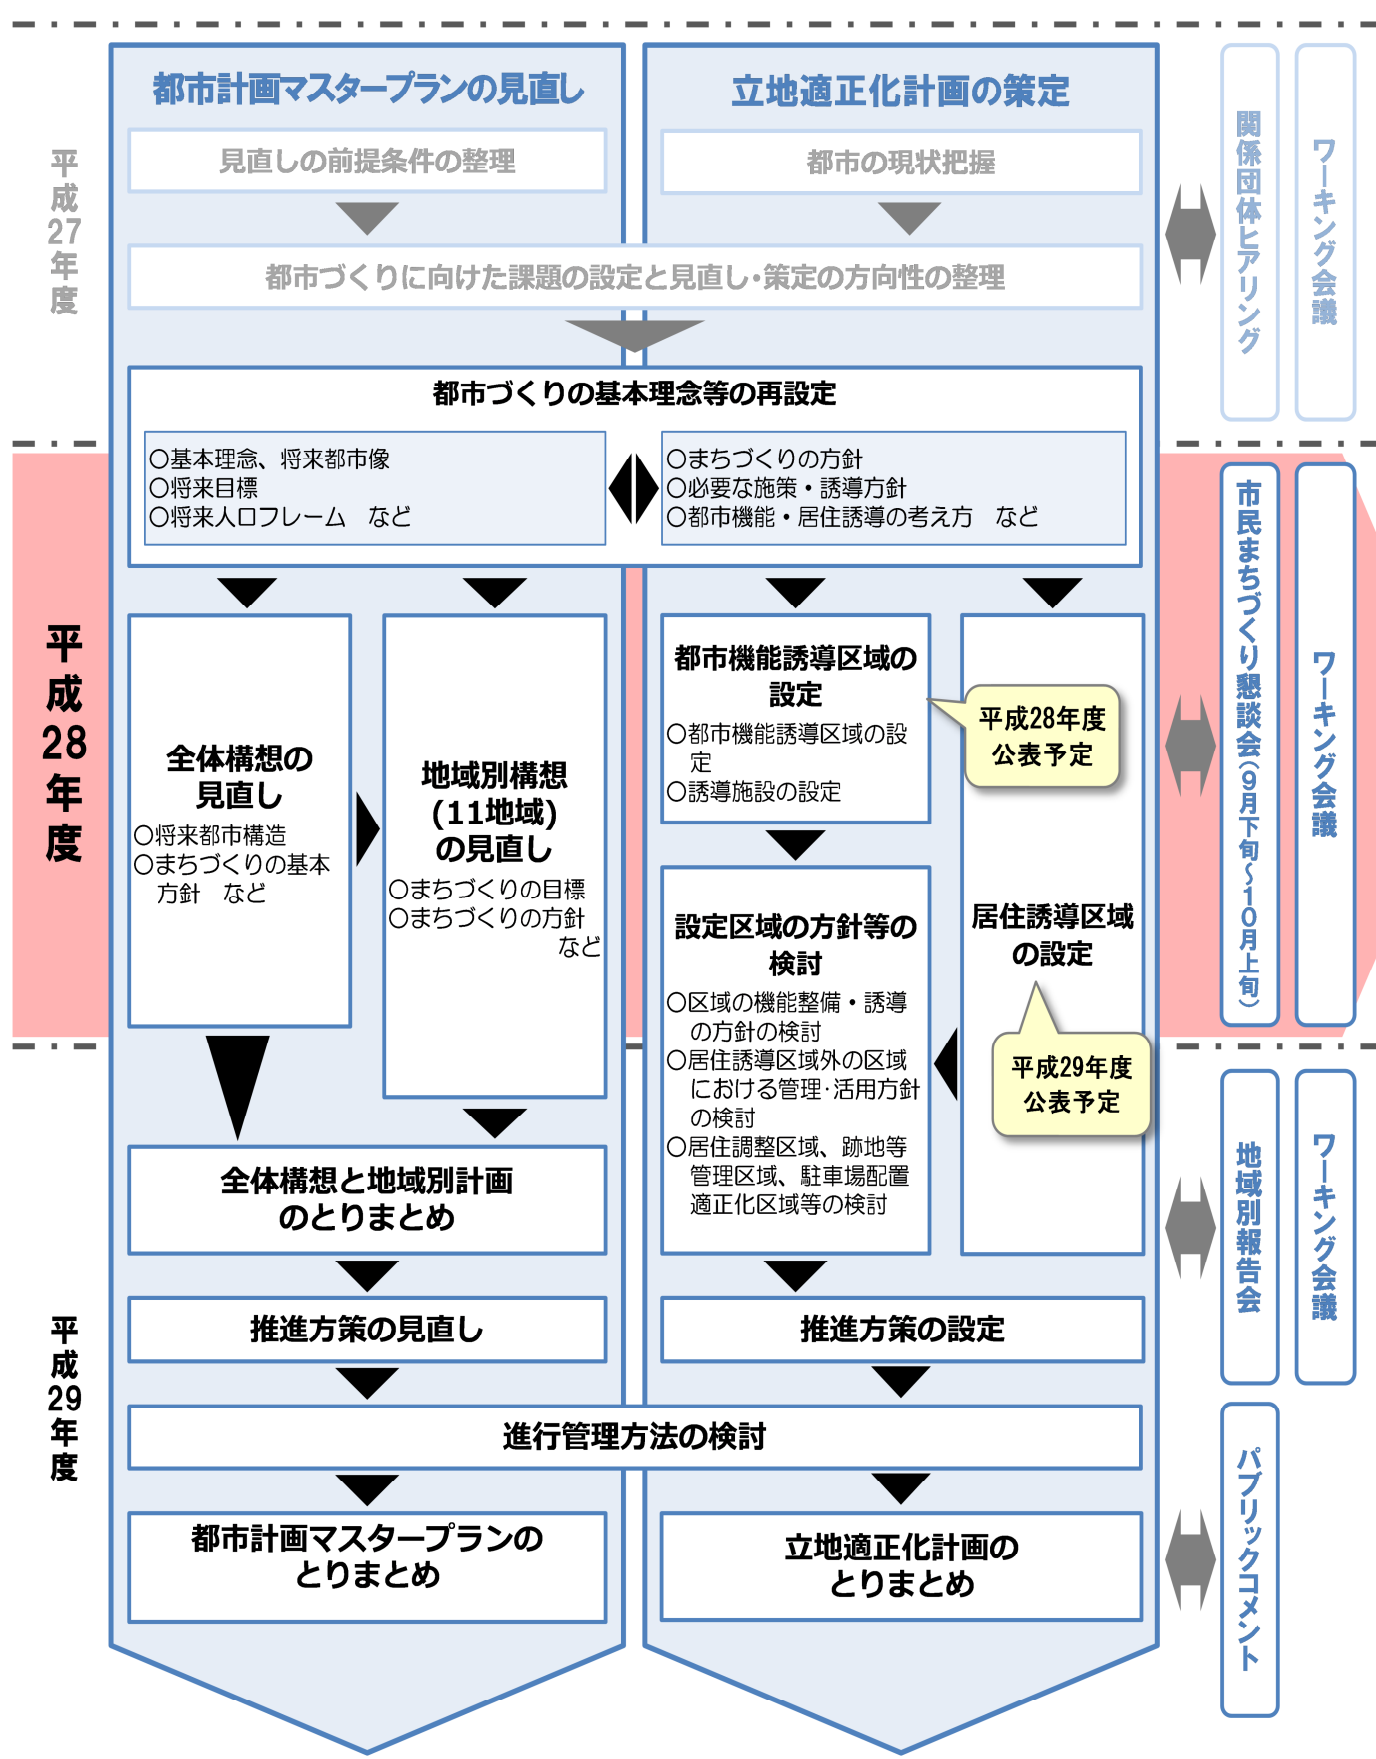 都市計画マスタープランの見直し
立地適正化計画の策定
平成27年度
見直しの前提条件の整理
都市の現状把握
都市づくりに向けた課題の設定と見直し・策定の方向性の整理
関係団体ヒアリング
ワーキング会議
都市づくりの基本理念等の再設定
○基本理念、将来都市像
○将来目標
○将来人口フレーム　など
○まちづくりの方針
○必要な施策・誘導方針
○都市機能・居住誘導の考え方　など
平成28年度
全体構想の
見直し
○将来都市構造
○まちづくりの基本
方針　など
地域別構想
(11地域)
の見直し
○まちづくりの目標
○まちづくりの方針
など
都市機能誘導区域の
設定
○都市機能誘導区域の設
定
○誘導施設の設定
平成28年度
公表予定
設定区域の方針等の
検討
○区域の機能整備・誘導
の方針の検討
○居住誘導区域外の区域
における管理・活用方針
の検討
○居住調整区域、跡地等
管理区域、駐車場配置
適正化区域等の検討
居住誘導区域
の設定
平成29年度
公表予定
市民まちづくり懇談会(9月下旬～10月上旬)
ワーキング会議
平成29年度
全体構想と地域別計画
のとりまとめ
推進方策の見直し
推進方策の設定
進行管理方法の検討
都市計画マスタープランの
とりまとめ
立地適正化計画の
とりまとめ
地域別報告会
ワーキング会議
パブリックコメント